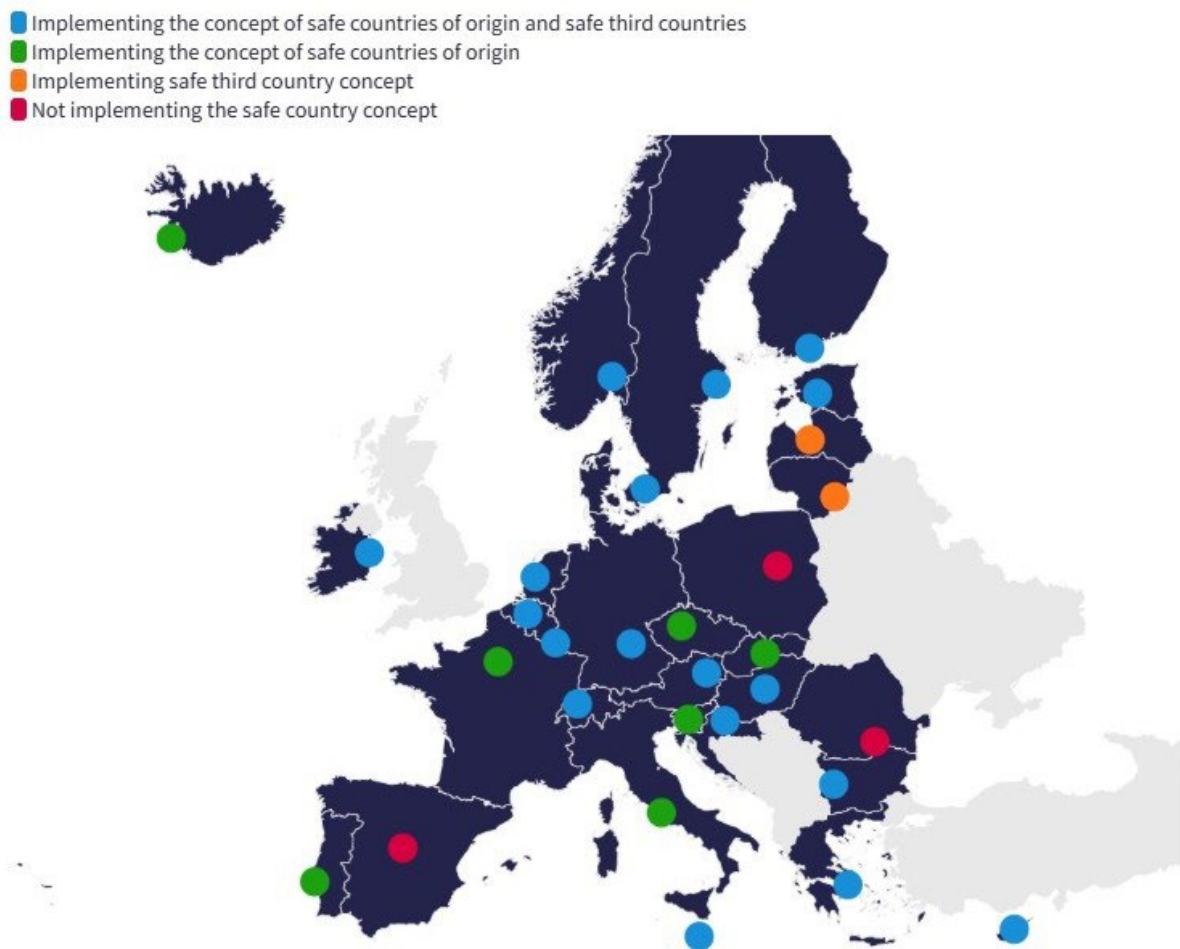 Implementing the concept of safe countries of origin and safe third countries
Implementing the concept of safe countries of origin
Implementing safe third country concept
Not implementing the safe country concept